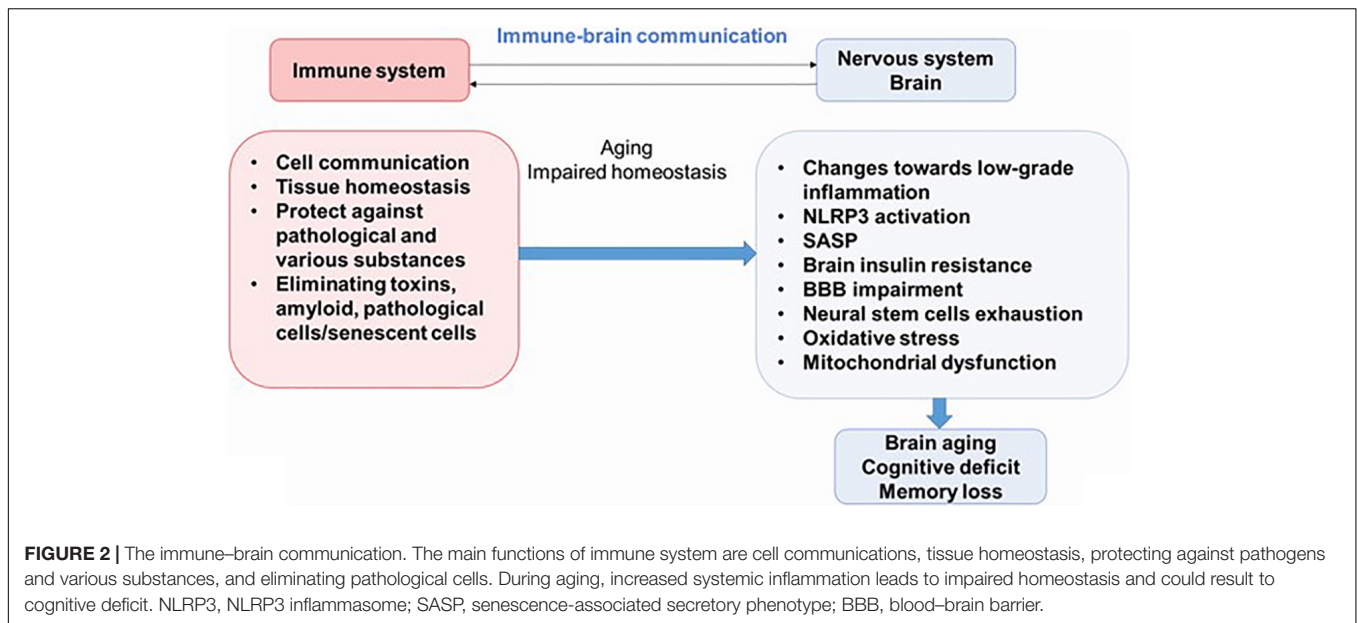 Immune-brain communication
Immune system
Nervous system
Brain
• Cell communication
• Tissue homeostasis
• Protect against
pathological and
various substances
• Eliminating toxins,
amyloid, pathological
cells/senescent cells
Aging
Impaired homeostasis
• Changes towards low-grade
inflammation
• NLRP3 activation
• SASP
• Brain insulin resistance
• BBB impairment
• Neural stem cells exhaustion
• Oxidative stress
• Mitochondrial dysfunction
Brain aging
Cognitive deficit
Memory loss
FIGURE 2 | The immune–brain communication. The main functions of immune system are cell communications, tissue homeostasis, protecting against pathogens
and various substances, and eliminating pathological cells. During aging, increased systemic inflammation leads to impaired homeostasis and could result to
cognitive deficit. NLRP3, NLRP3 inflammasome; SASP, senescence-associated secretory phenotype; BBB, blood–brain barrier.